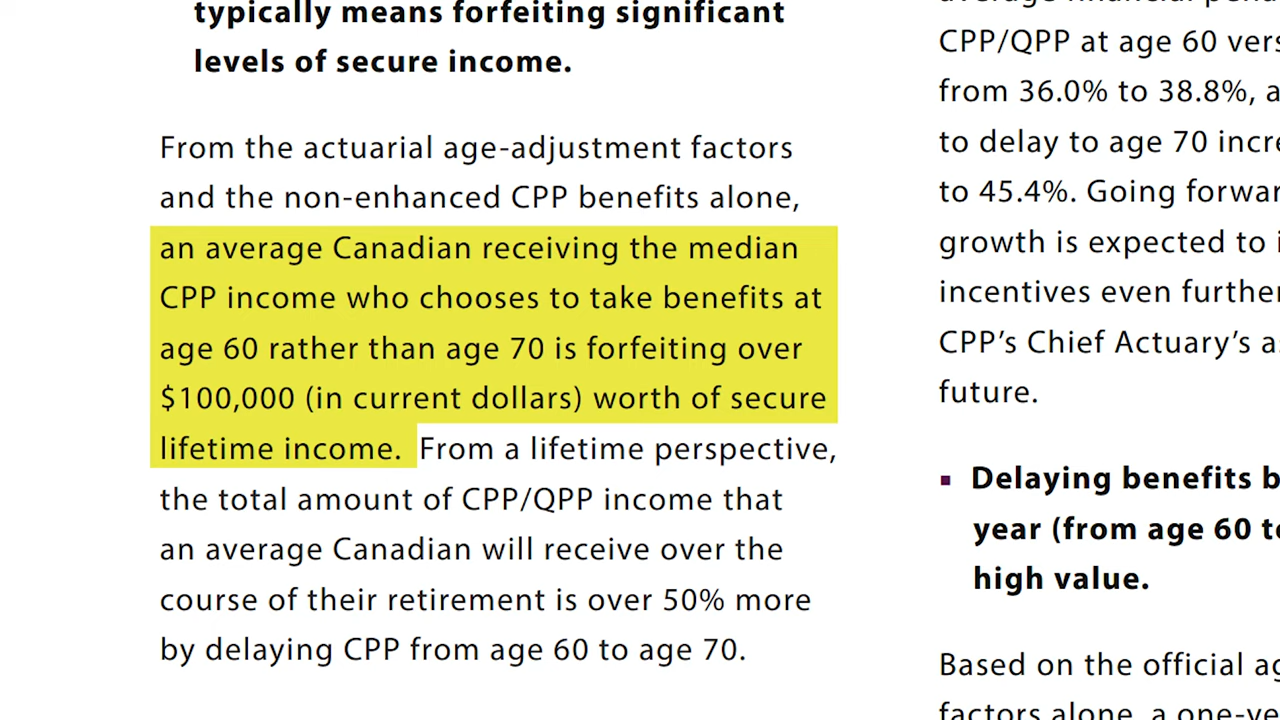 typically means forfeiting significant
levels of secure income.
From the actuarial age-adjustment factors
and the non-enhanced CPP benefits alone,
an average Canadian receiving the median
CPP income who chooses to take benefits at
age 60 rather than age 70 is forfeiting over
$100,000 (in current dollars) worth of secure
lifetime income. From a lifetime perspective,
the total amount of CPP/QPP income that
an average Canadian will receive over the
course of their retirement is over 50% more
by delaying CPP from age 60 to age 70.
average financial
CPP/QPP at age 60
from 36.0% to 38.8%,
to delay to age 70
to 45.4%. Going
growth is expected to
incentives even
CPP's Chief Actuary's
future.
▪ Delaying benefits
year (from age 60
high value.
Based on the official
factors alone, a